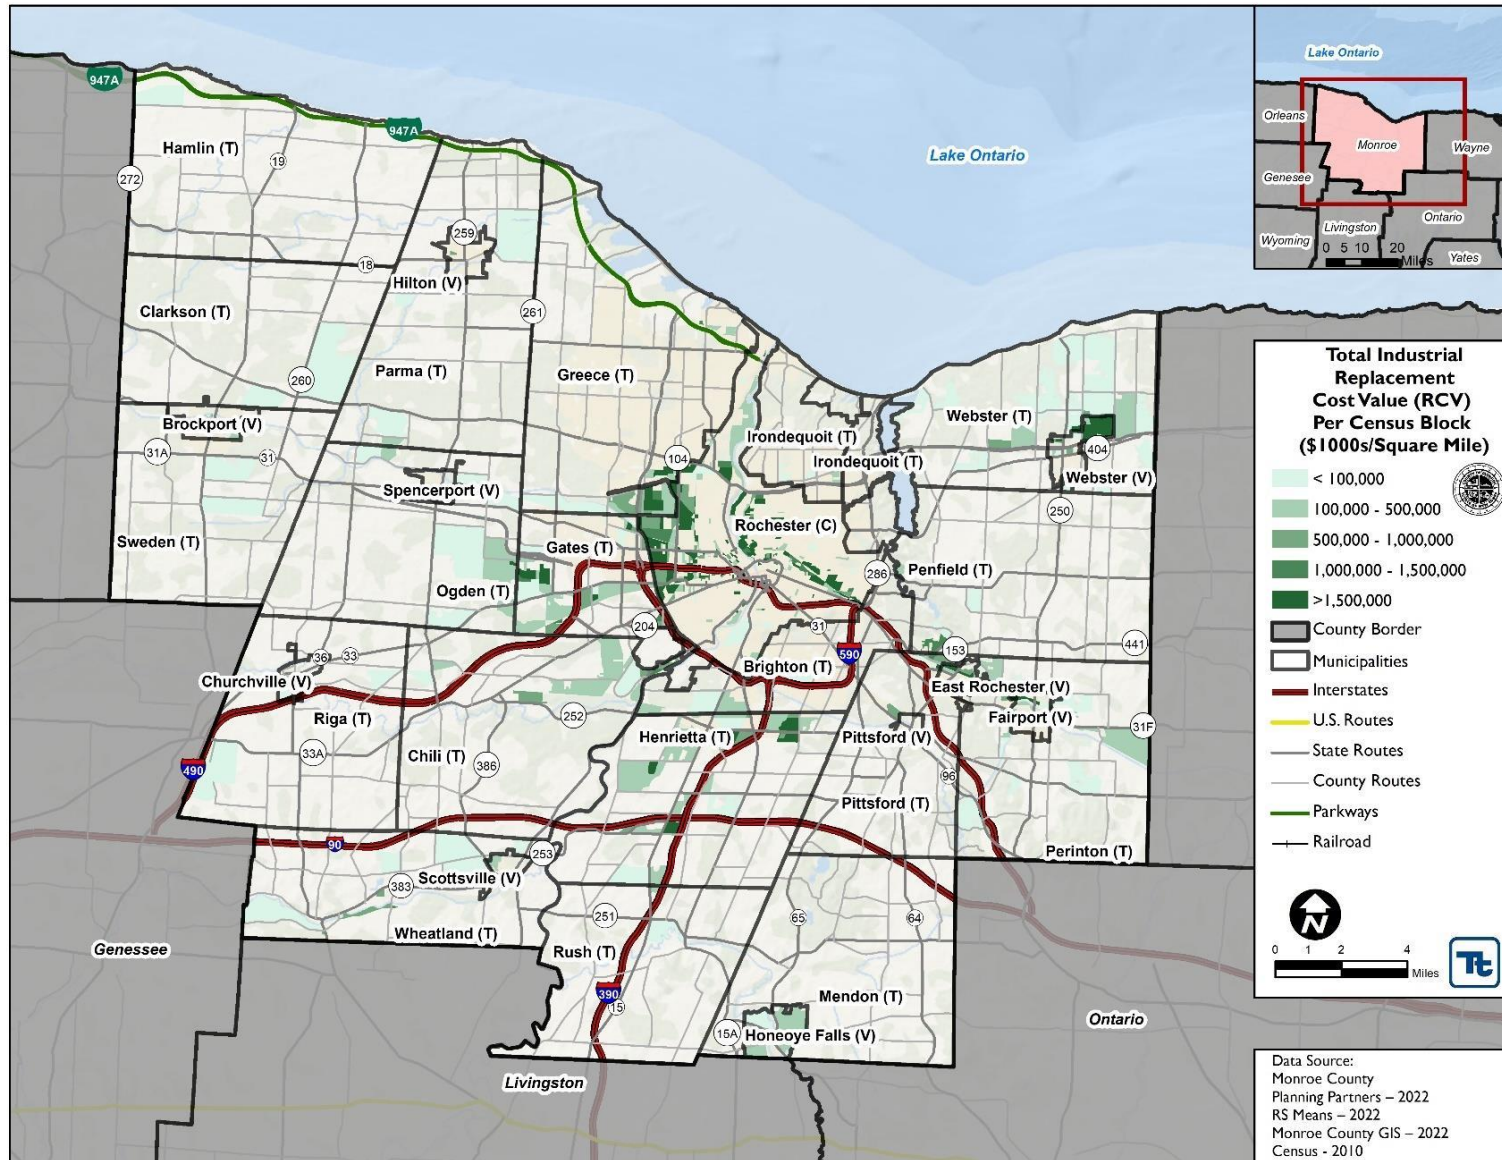 947A
947A
Lake Ontario
Hamlin (T)
19
272
259
18
Hilton (V)
Clarkson (T)
261
260
Parma (T)
Greece (T)
Brockport (V)
31A
31
Spencerport (V)
104
Irondequoit (T)
Irondequoit (T)
Webster (T)
404
Webster (V)
250
Rochester (C)
Sweden (T)
Gates (T)
Ogden (T)
286
Penfield (T)
204
31
590
153
441
Brighton (T)
36
33
Churchville (V)
East Rochester (V)
Riga (T)
252
Fairport (V)
31F
Henrietta (T)
Pittsford (V)
33A
Chili (T)
386
490
96
Pittsford (T)
90
253
Perinton (T)
Scottsville (V)
383
251
65
64
Wheatland (T)
Genessee
Rush (T)
390
15
Mendon (T)
15A
Honeoye Falls (V)
Ontario
Livingston
Lake Ontario
Orleans
Monroe
Wayne
Genesee
Ontario
Livingston
Wyoming
Yates
0 5 10 20
Miles
Total Industrial
Replacement
Cost Value (RCV)
Per Census Block
($1000s/Square Mile)
< 100,000
100,000 - 500,000
500,000 - 1,000,000
1,000,000 - 1,500,000
>1,500,000
County Border
Municipalities
Interstates
U.S. Routes
State Routes
County Routes
Parkways
Railroad
N
0 1 2 4
Miles
Tt
Data Source:
Monroe County
Planning Partners – 2022
RS Means – 2022
Monroe County GIS – 2022
Census - 2010